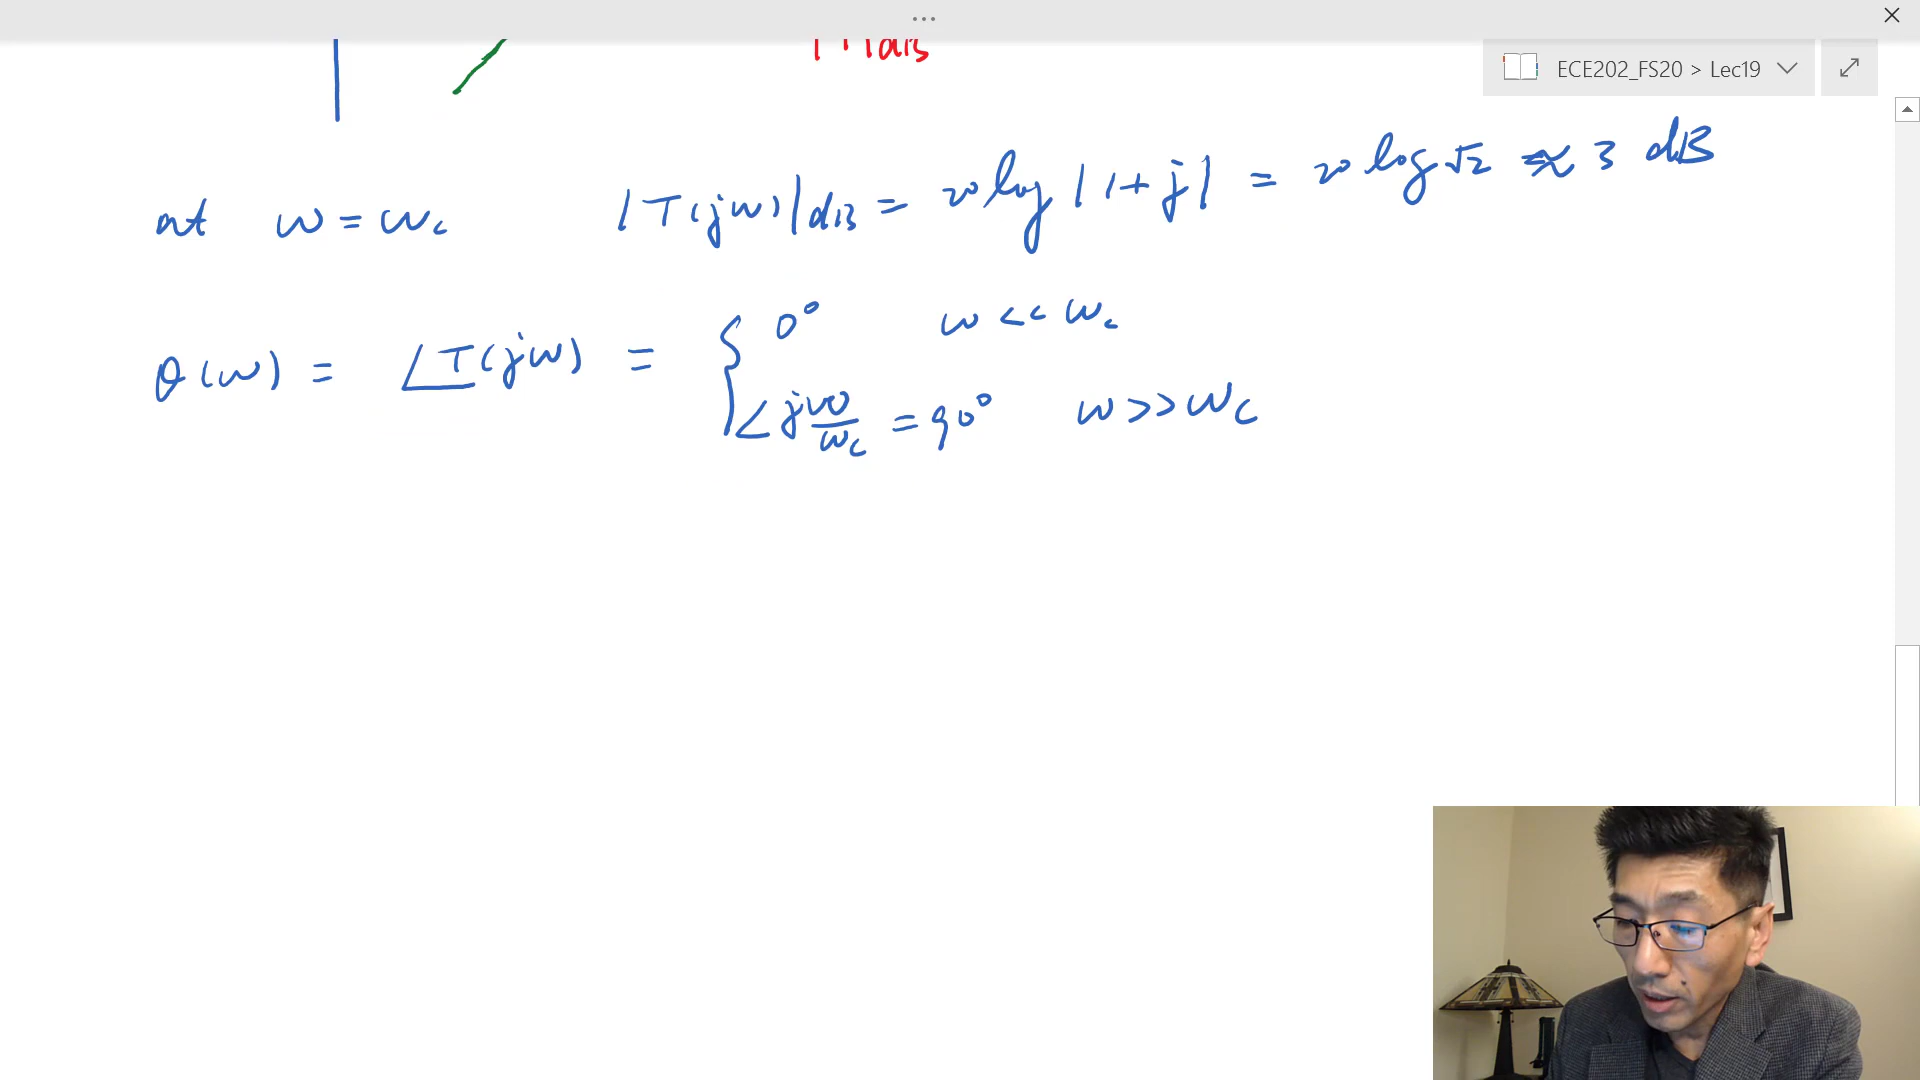 ECE202_FS20 > Lec19
at ω = ωc |T(jω)|dB = 20 log |1+j| = 20 log √2 ≈ 3 dB
θ(ω) = ∠T(jω) = { 0° ω << ωc
∠ jω/ωc = 90° ω >> ωc